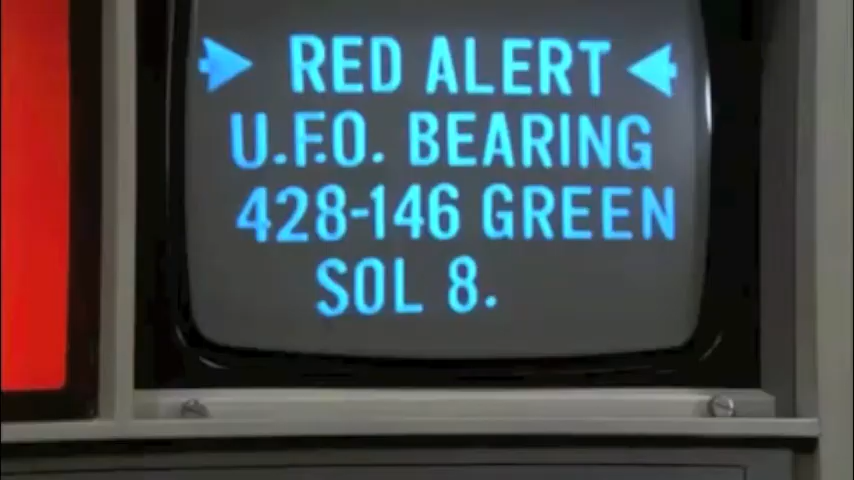 RED ALERT
U.F.O. BEARING
428-146 GREEN
SOL 8.